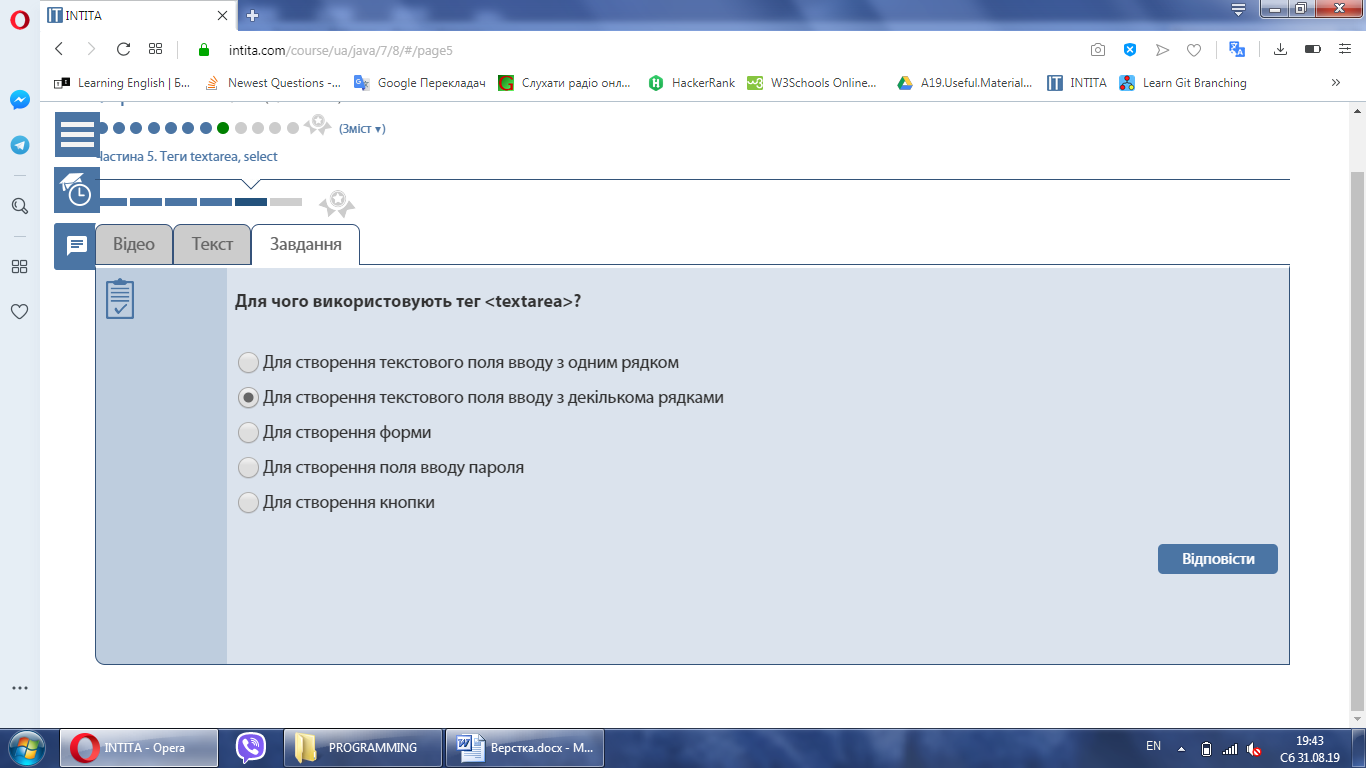 INTITA
intita.com/course/ua/java/7/8/#/page5
Learning English | Б...
Newest Questions -...
Google Перекладач
Слухати радіо онл...
HackerRank
W3Schools Online...
A19.Useful.Material...
INTITA
Learn Git Branching
(Зміст ▾)
Частина 5. Теги textarea, select
Відео
Текст
Завдання
Для чого використовують тег <textarea>?
Для створення текстового поля вводу з одним рядком
Для створення текстового поля вводу з декількома рядками
Для створення форми
Для створення поля вводу пароля
Для створення кнопки
Відповісти
INTITA - Opera
PROGRAMMING
Верстка.docx - M...
EN
19:43
Сб 31.08.19